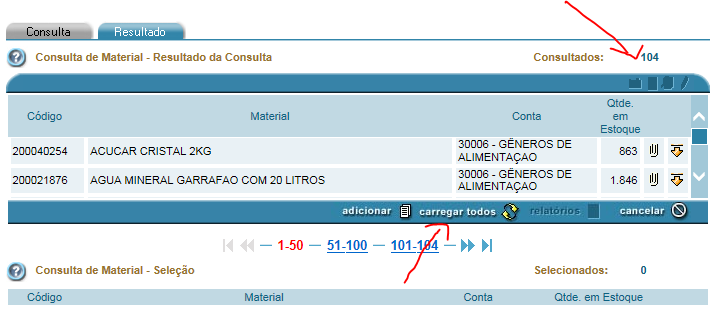 Consulta Resultado
Consulta de Material - Resultado da Consulta Consultados: 104
Código Material Conta Qtde. em Estoque
200040254 ACUCAR CRISTAL 2KG 30006 - GÊNEROS DE ALIMENTAÇAO 863
200021876 AGUA MINERAL GARRAFAO COM 20 LITROS 30006 - GÊNEROS DE ALIMENTAÇAO 1.846
adicionar carregar todos relatórios cancelar
1-50 — 51-100 — 101-104
Consulta de Material - Seleção Selecionados: 0
Código Material Conta Qtde. em Estoque